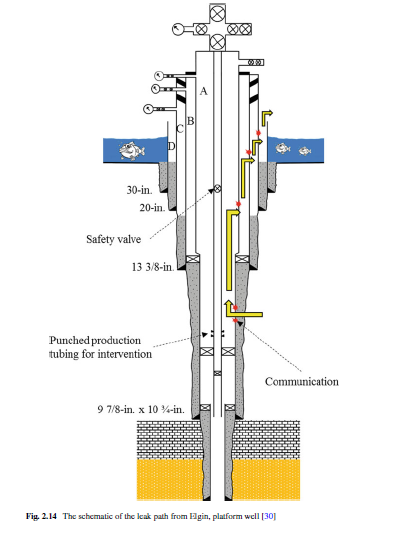 A
B
C
D
30-in.
20-in.
Safety valve
13 3/8-in.
Punched production
tubing for intervention
Communication
9 7/8-in. x 10 ¾-in.
Fig. 2.14 The schematic of the leak path from Elgin, platform well [30]